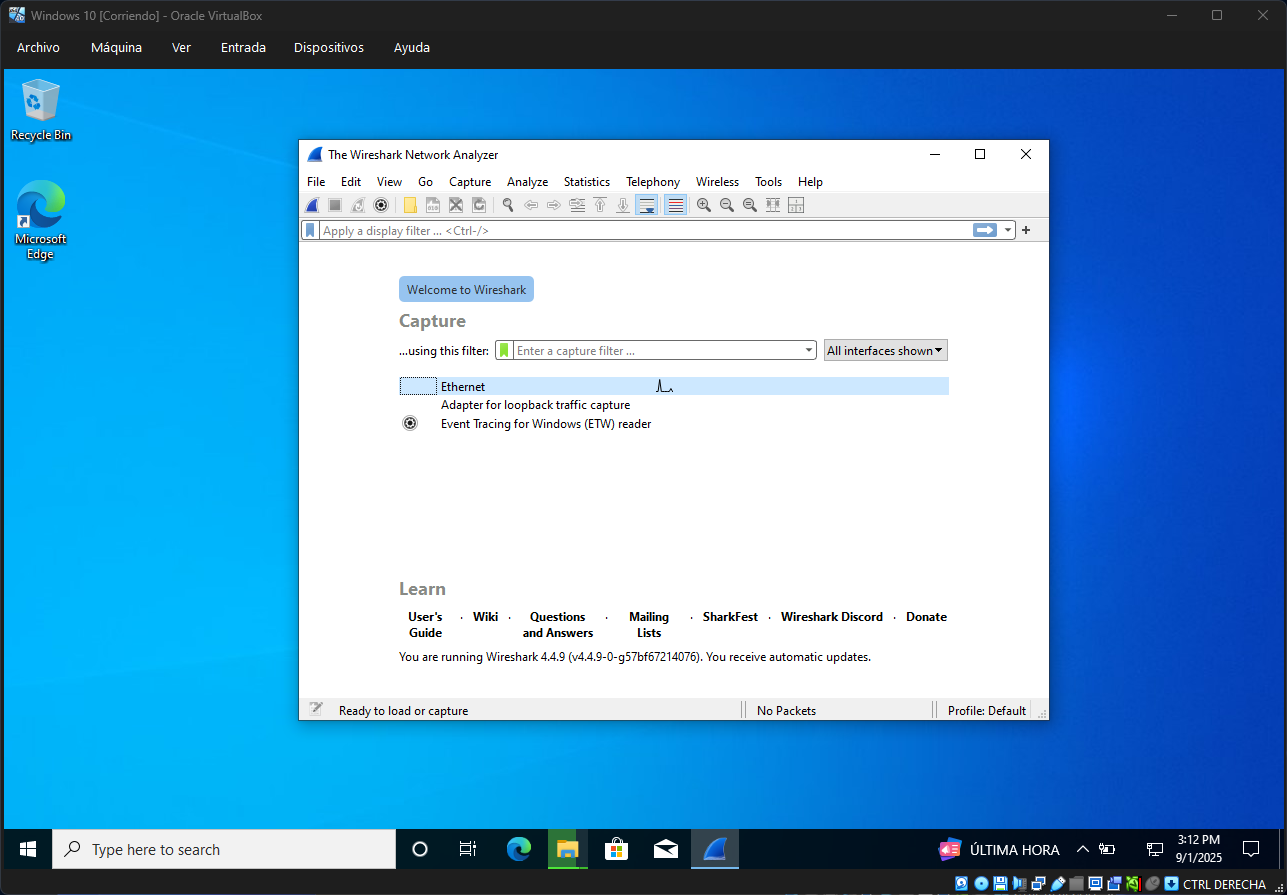 Windows 10 [Corriendo] - Oracle VirtualBox
Archivo Máquina Ver Entrada Dispositivos Ayuda
Recycle Bin
Microsoft
Edge
The Wireshark Network Analyzer
File Edit View Go Capture Analyze Statistics Telephony Wireless Tools Help
Apply a display filter ... <Ctrl-/>
Welcome to Wireshark
Capture
...using this filter: Enter a capture filter ... All interfaces shown
Ethernet
Adapter for loopback traffic capture
Event Tracing for Windows (ETW) reader
Learn
User's Guide · Wiki · Questions and Answers · Mailing Lists · SharkFest · Wireshark Discord · Donate
You are running Wireshark 4.4.9 (v4.4.9-0-g57bf67214076). You receive automatic updates.
Ready to load or capture No Packets Profile: Default
Type here to search
ÚLTIMA HORA
3:12 PM
9/1/2025
CTRL DERECHA